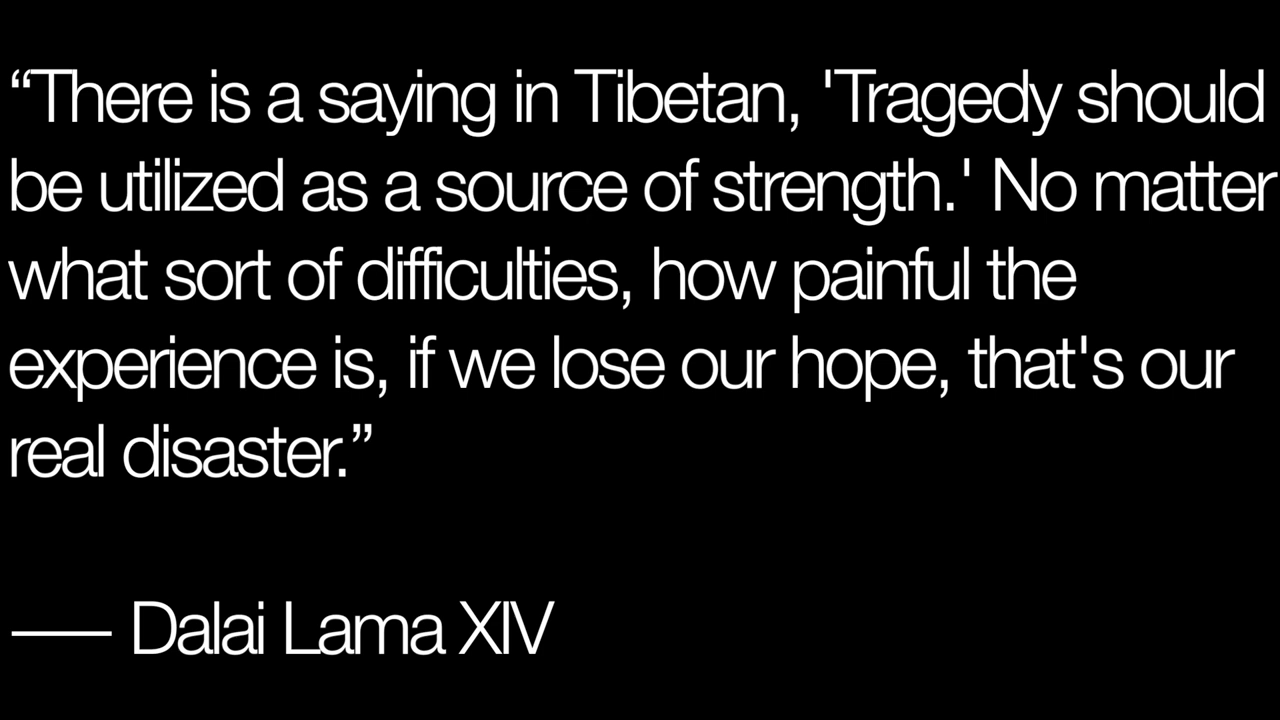 “There is a saying in Tibetan, 'Tragedy should
be utilized as a source of strength.' No matter
what sort of difficulties, how painful the
experience is, if we lose our hope, that's our
real disaster.”
—– Dalai Lama XIV